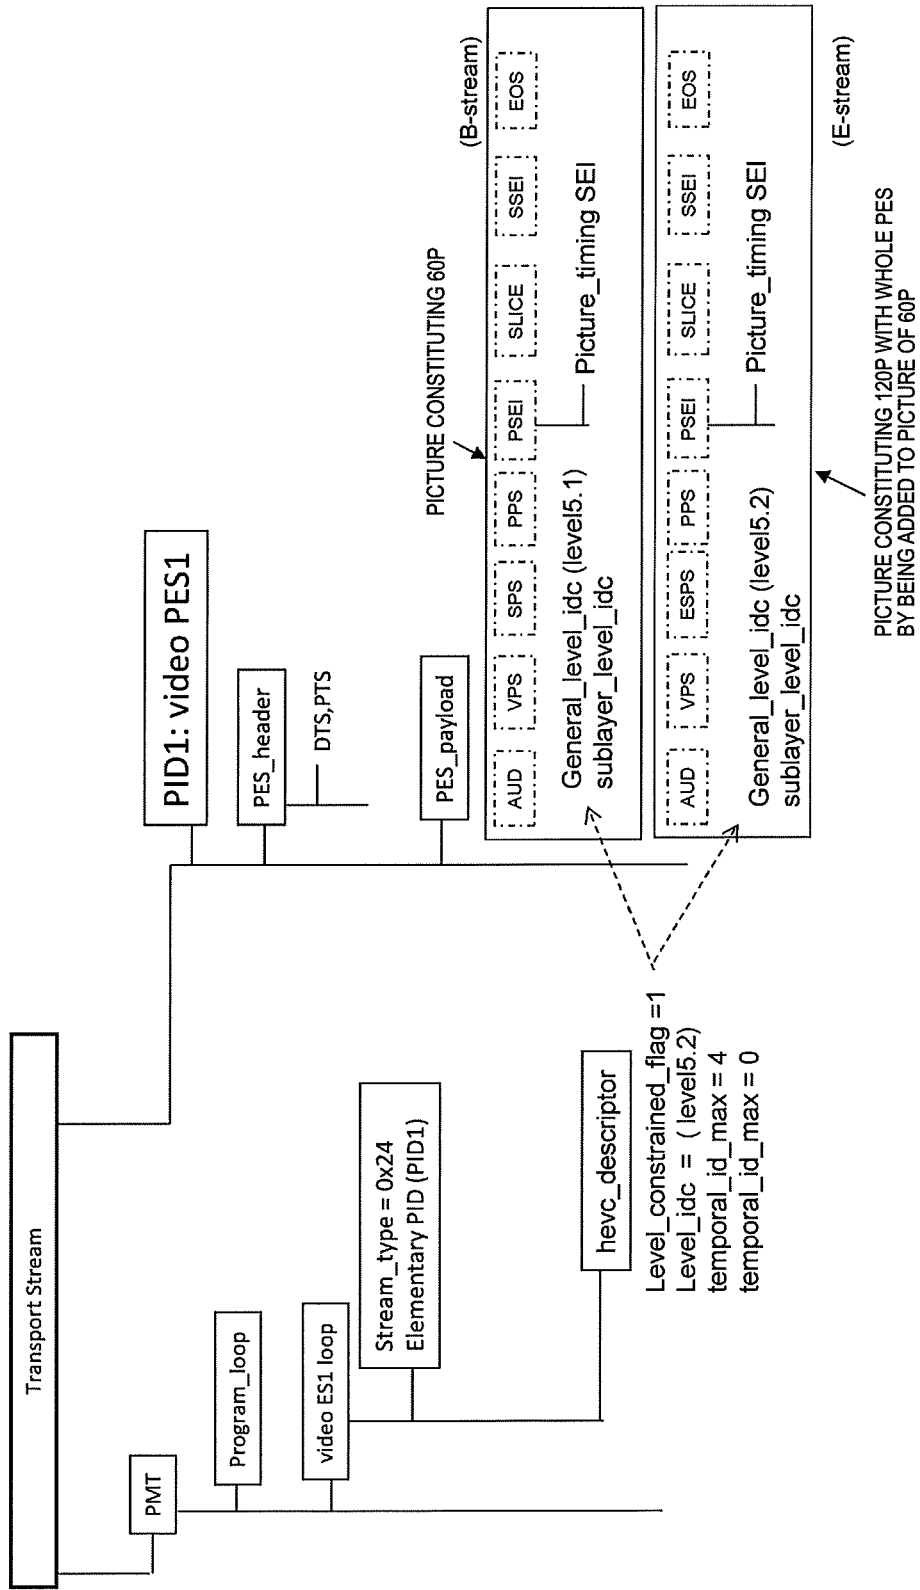 Transport Stream
PMT
Program_loop
video ES1 loop
Stream_type = 0x24
Elementary PID (PID1)
hevc_descriptor
Level_constrained_flag =1
Level_idc = ( level5.2)
temporal_id_max = 4
temporal_id_max = 0
PID1: video PES1
PES_header
DTS,PTS
PES_payload
PICTURE CONSTITUTING 60P
(B-stream)
AUD
VPS
SPS
PPS
PSEI
SLICE
SSEI
EOS
General_level_idc (level5.1)
sublayer_level_idc
Picture_timing SEI
AUD
VPS
ESPS
PPS
PSEI
SLICE
SSEI
EOS
General_level_idc (level5.2)
sublayer_level_idc
Picture_timing SEI
(E-stream)
PICTURE CONSTITUTING 120P WITH WHOLE PES
BY BEING ADDED TO PICTURE OF 60P